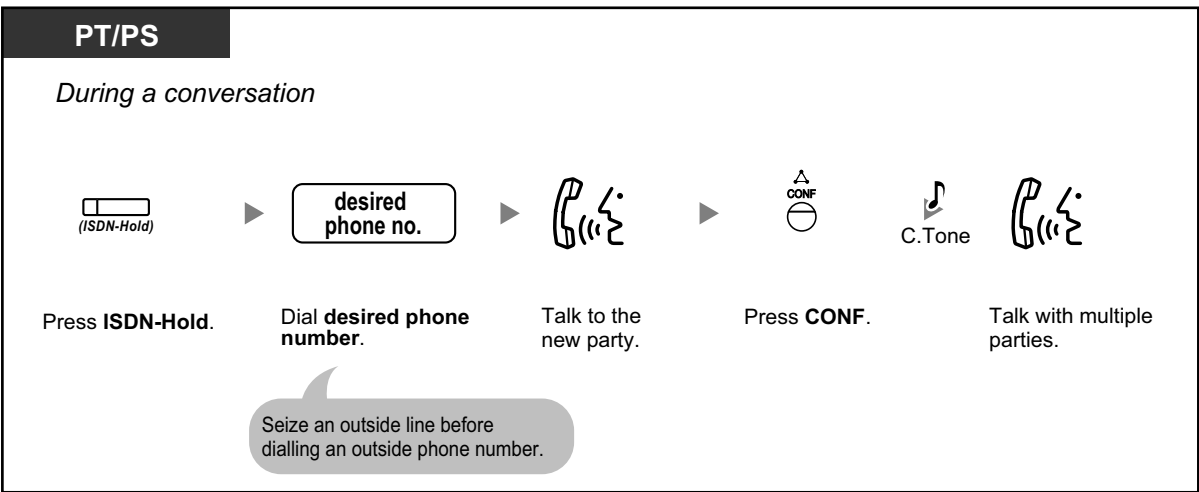 PT/PS
During a conversation
(ISDN-Hold)
desired
phone no.
CONF
C.Tone
Press ISDN-Hold.
Dial desired phone
number.
Talk to the
new party.
Press CONF.
Talk with multiple
parties.
Seize an outside line before
dialling an outside phone number.